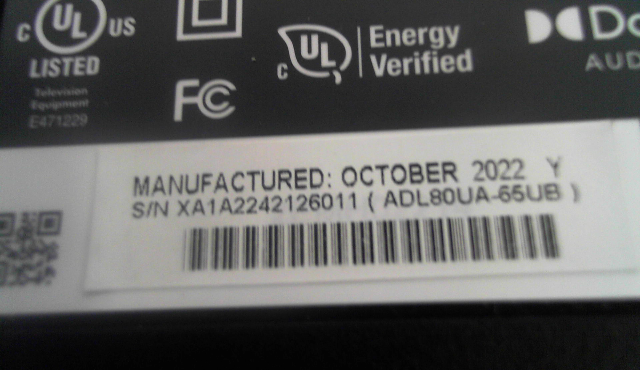 C UL US
LISTED
Television
Equipment
E471229
FC
C UL Energy
Verified
AUD
MANUFACTURED: OCTOBER 2022 Y
S/N XA1A2242126011 ( ADL80UA-65UB )